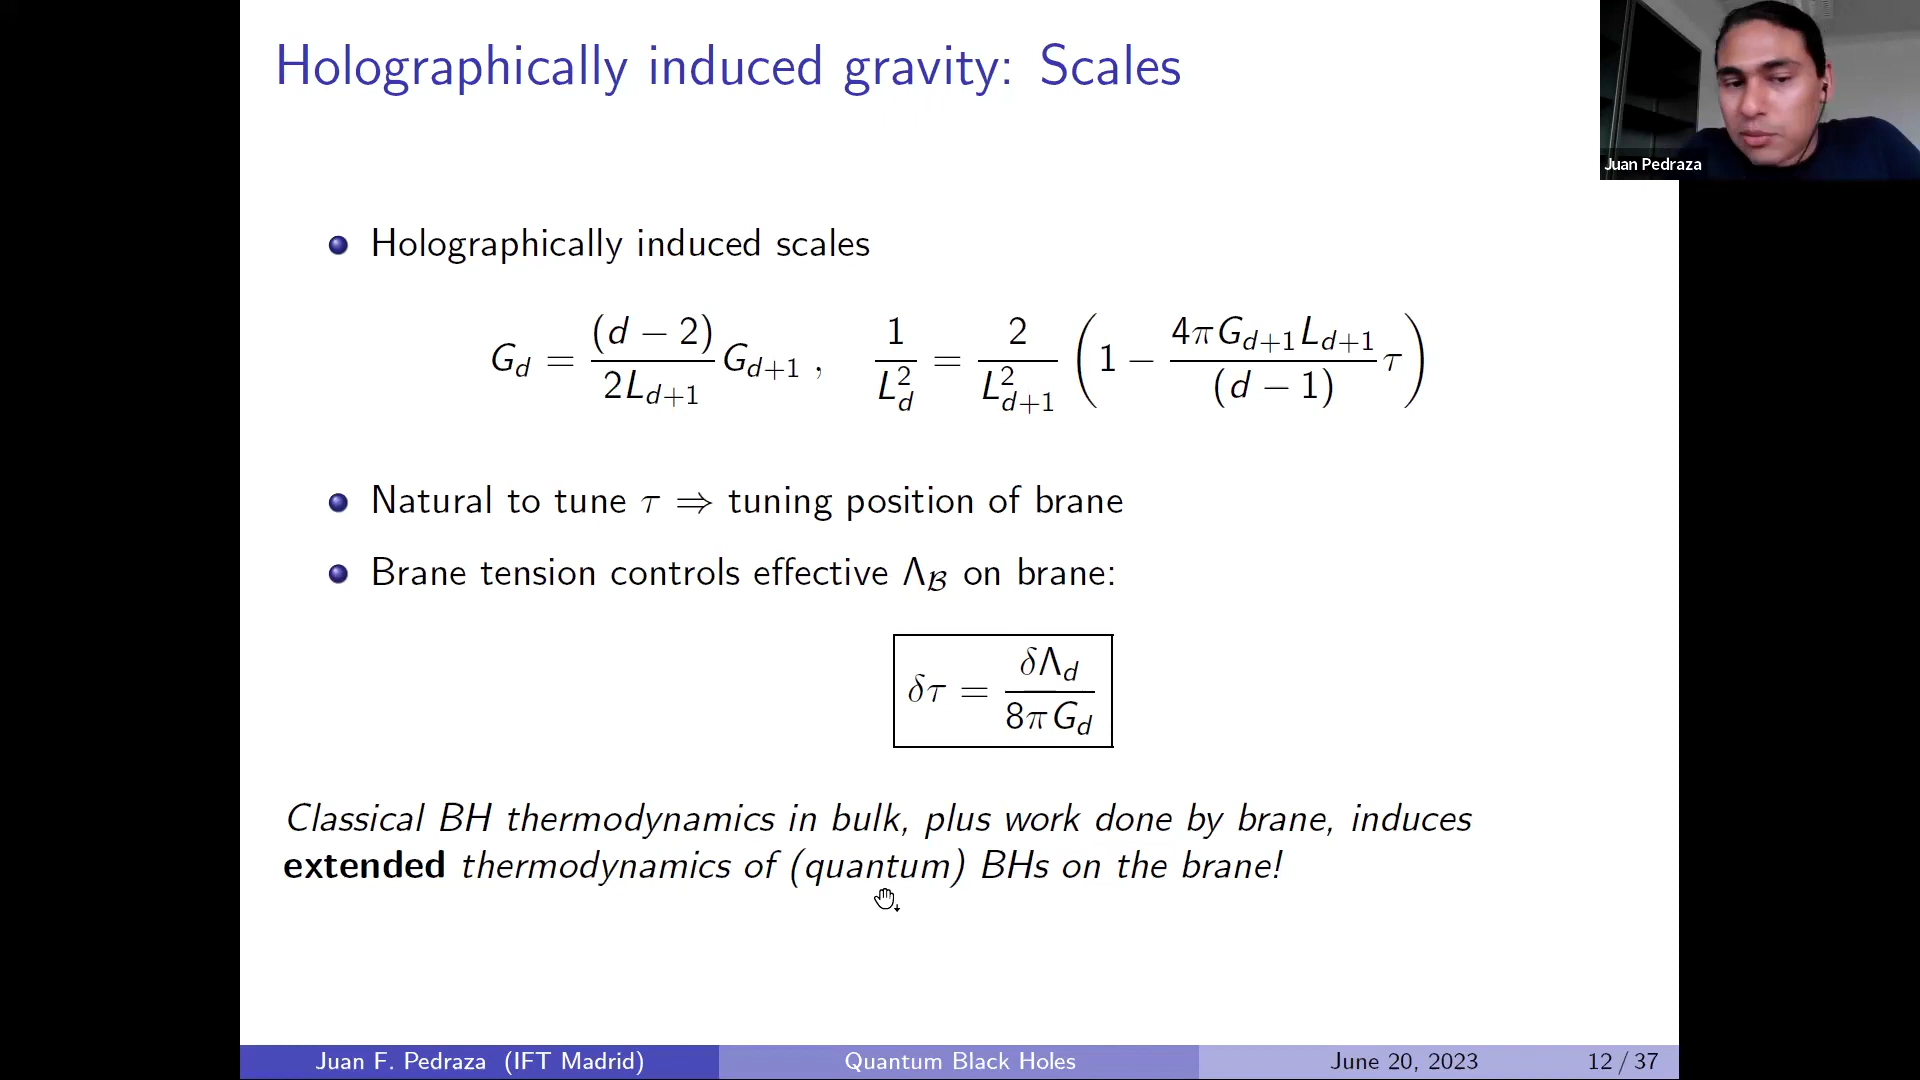 Holographically induced gravity: Scales
Juan Pedraza
Holographically induced scales
G_d = (d − 2)/(2L_{d+1}) G_{d+1} , 1/L_d^2 = 2/L_{d+1}^2 (1 − 4πG_{d+1}L_{d+1}/(d − 1) τ)
Natural to tune τ ⇒ tuning position of brane
Brane tension controls effective Λ_ℬ on brane:
δτ = δΛ_d/(8πG_d)
Classical BH thermodynamics in bulk, plus work done by brane, induces
extended thermodynamics of (quantum) BHs on the brane!
Juan F. Pedraza (IFT Madrid) Quantum Black Holes June 20, 2023 12 / 37